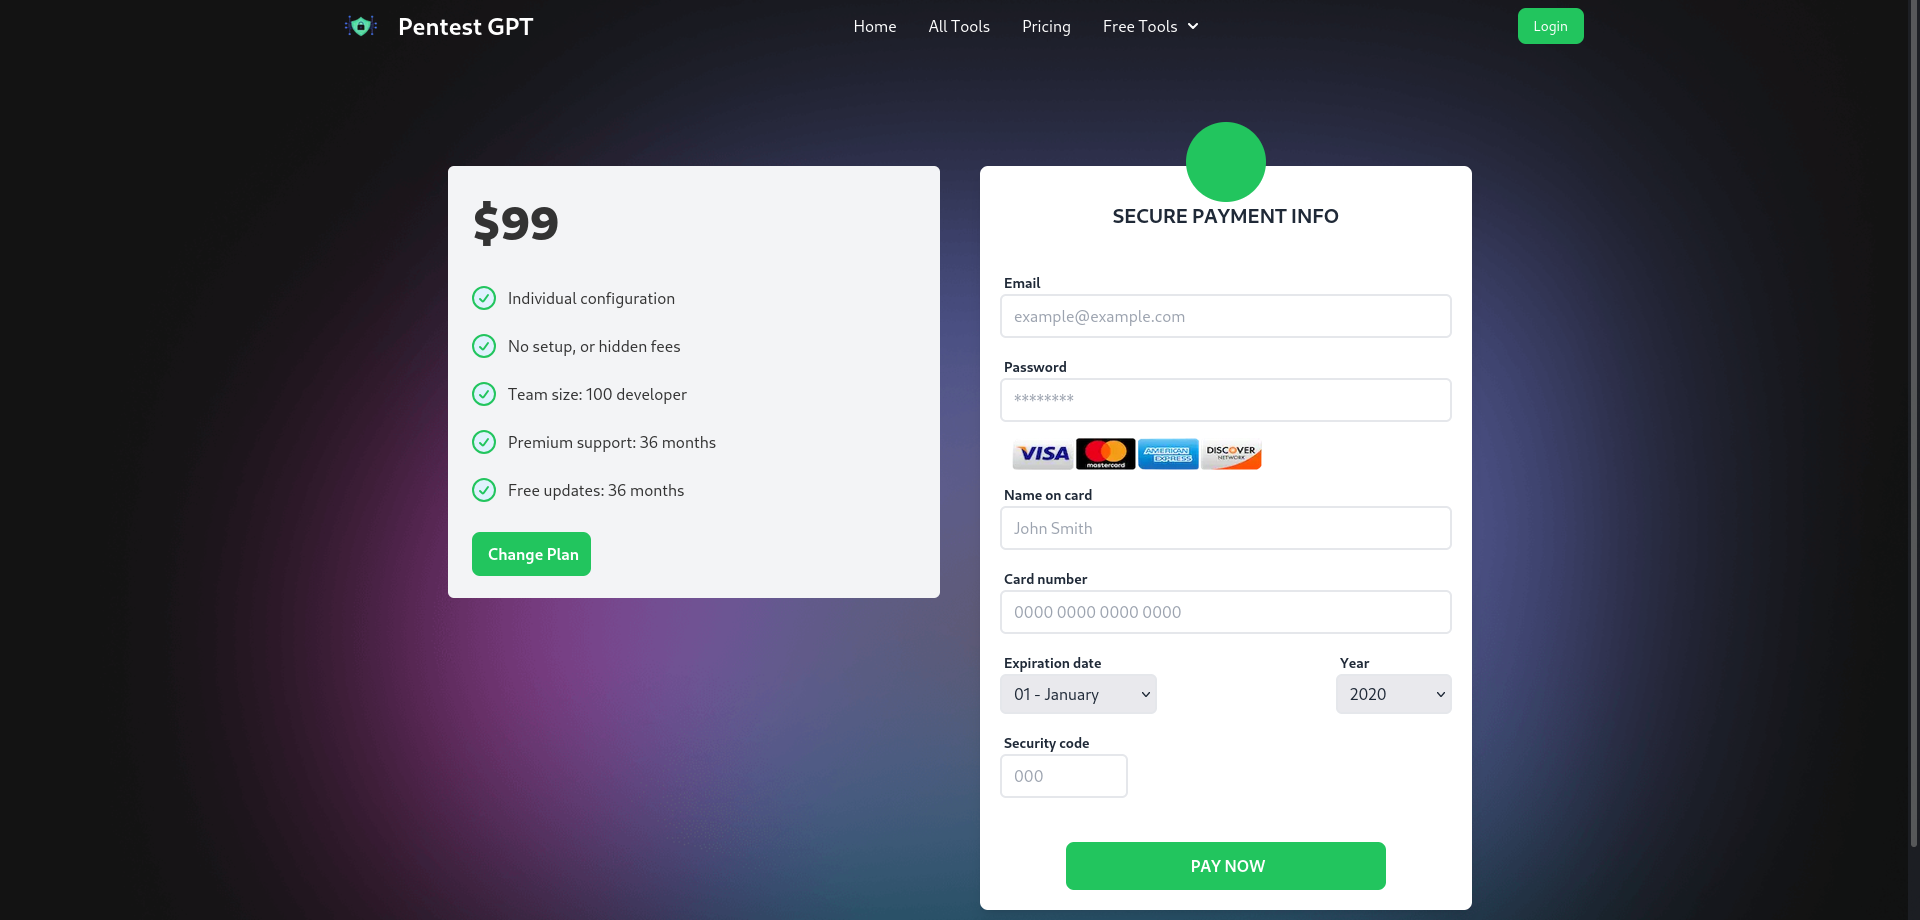 Pentest GPT
Home
All Tools
Pricing
Free Tools
Login
$99
Individual configuration
No setup, or hidden fees
Team size: 100 developer
Premium support: 36 months
Free updates: 36 months
Change Plan
SECURE PAYMENT INFO
Email
example@example.com
Password
********
VISA
mastercard
AMERICAN EXPRESS
DISCOVER
NETWORK
Name on card
John Smith
Card number
0000 0000 0000 0000
Expiration date
Year
01 - January
2020
Security code
000
PAY NOW